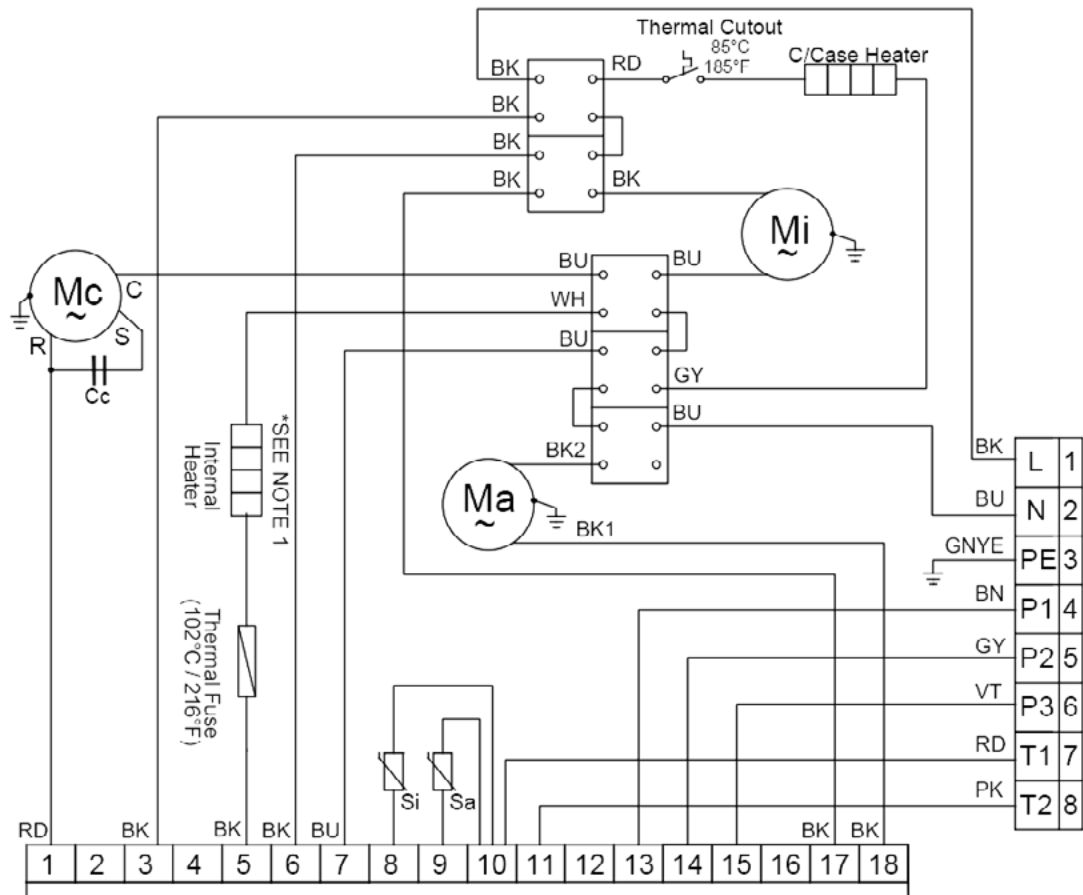 Thermal Cutout
85°C
185°F
C/Case Heater
BK
RD
BK
BK
BK
BK
Mi
~
BU
BU
WH
BU
GY
BU
BK2
Mc
~
C
S
R
Cc
*SEE NOTE 1
Internal
Heater
Thermal Fuse
(102°C / 216°F)
Ma
~
BK1
BK L 1
BU N 2
GNYE PE 3
BN P1 4
GY P2 5
VT P3 6
RD T1 7
PK T2 8
Si
Sa
RD BK BK BK BU BK BK
1 2 3 4 5 6 7 8 9 10 11 12 13 14 15 16 17 18